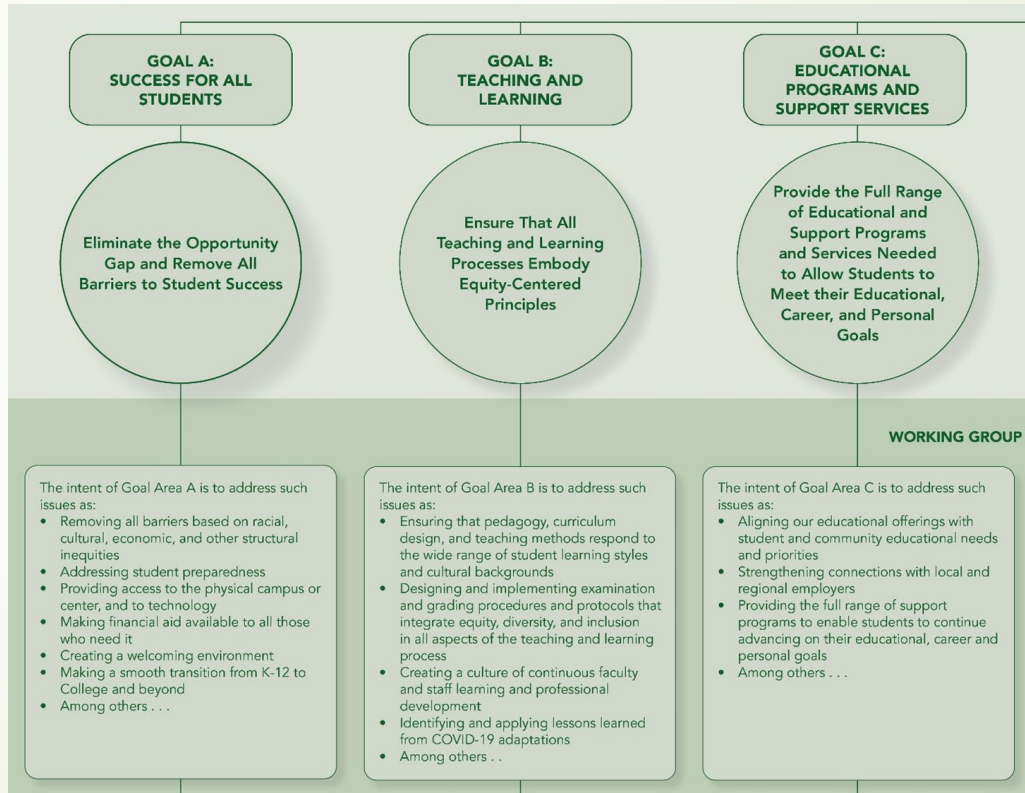 GOAL A:
SUCCESS FOR ALL
STUDENTS
GOAL B:
TEACHING AND
LEARNING
GOAL C:
EDUCATIONAL
PROGRAMS AND
SUPPORT SERVICES
Eliminate the Opportunity
Gap and Remove All
Barriers to Student Success
Ensure That All
Teaching and Learning
Processes Embody
Equity-Centered
Principles
Provide the Full Range
of Educational and
Support Programs
and Services Needed
to Allow Students to
Meet their Educational,
Career, and Personal
Goals
WORKING GROUP
The intent of Goal Area A is to address such
issues as:
• Removing all barriers based on racial,
cultural, economic, and other structural
inequities
• Addressing student preparedness
• Providing access to the physical campus or
center, and to technology
• Making financial aid available to all those
who need it
• Creating a welcoming environment
• Making a smooth transition from K-12 to
College and beyond
• Among others . . .
The intent of Goal Area B is to address such
issues as:
• Ensuring that pedagogy, curriculum
design, and teaching methods respond to
the wide range of student learning styles
and cultural backgrounds
• Designing and implementing examination
and grading procedures and protocols that
integrate equity, diversity, and inclusion
in all aspects of the teaching and learning
process
• Creating a culture of continuous faculty
and staff learning and professional
development
• Identifying and applying lessons learned
from COVID-19 adaptations
• Among others . .
The intent of Goal Area C is to address such
issues as:
• Aligning our educational offerings with
student and community educational needs
and priorities
• Strengthening connections with local and
regional employers
• Providing the full range of support
programs to enable students to continue
advancing on their educational, career and
personal goals
• Among others . . .